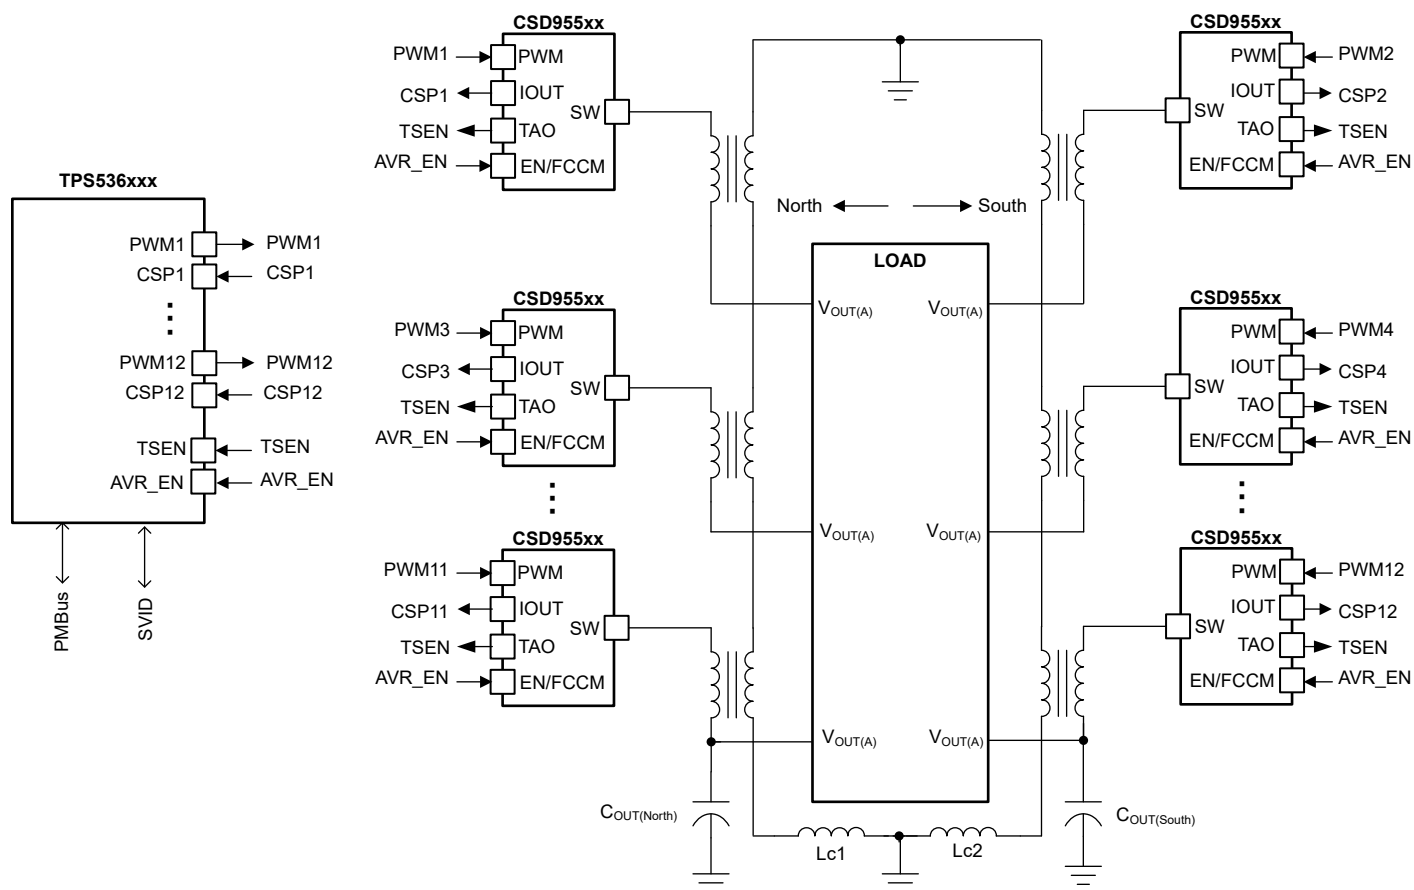 TPS536xxx
PWM1
PWM1
CSP1
CSP1
PWM12
PWM12
CSP12
CSP12
TSEN
TSEN
AVR_EN
AVR_EN
PMBus
SVID
CSD955xx
PWM1
PWM
CSP1
IOUT
SW
TSEN
TAO
AVR_EN
EN/FCCM
CSD955xx
PWM3
PWM
CSP3
IOUT
SW
TSEN
TAO
AVR_EN
EN/FCCM
CSD955xx
PWM11
PWM
CSP11
IOUT
SW
TSEN
TAO
AVR_EN
EN/FCCM
North
South
LOAD
VOUT(A)
VOUT(A)
VOUT(A)
VOUT(A)
VOUT(A)
VOUT(A)
COUT(North)
Lc1
Lc2
COUT(South)
CSD955xx
PWM
PWM2
IOUT
CSP2
SW
TAO
TSEN
EN/FCCM
AVR_EN
CSD955xx
PWM
PWM4
IOUT
CSP4
SW
TAO
TSEN
EN/FCCM
AVR_EN
CSD955xx
PWM
PWM12
IOUT
CSP12
SW
TAO
TSEN
EN/FCCM
AVR_EN